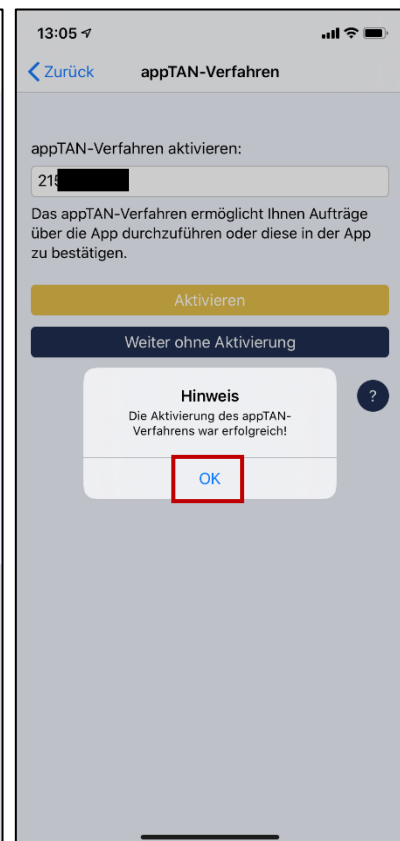 13:05
Zurück appTAN-Verfahren
appTAN-Verfahren aktivieren:
215
Das appTAN-Verfahren ermöglicht Ihnen Aufträge
über die App durchzuführen oder diese in der App
zu bestätigen.
Aktivieren
Weiter ohne Aktivierung
?
Hinweis
Die Aktivierung des appTAN-
Verfahrens war erfolgreich!
OK